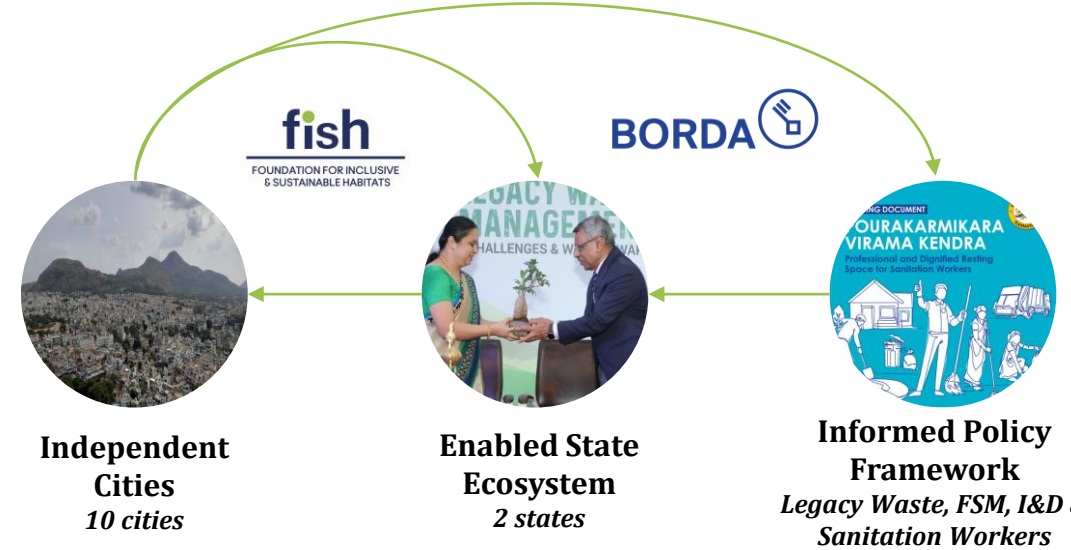 fish
FOUNDATION FOR INCLUSIVE
& SUSTAINABLE HABITATS
BORDA
LEGACY WA
MANAGEMEN
CHALLENGES & W
NG DOCUMENT
OURAKARMIKARA
VIRAMA KENDRA
Professional and Dignified Resting
Space for Sanitation Workers
Independent
Cities
10 cities
Enabled State
Ecosystem
2 states
Informed Policy
Framework
Legacy Waste, FSM, I&D
Sanitation Workers